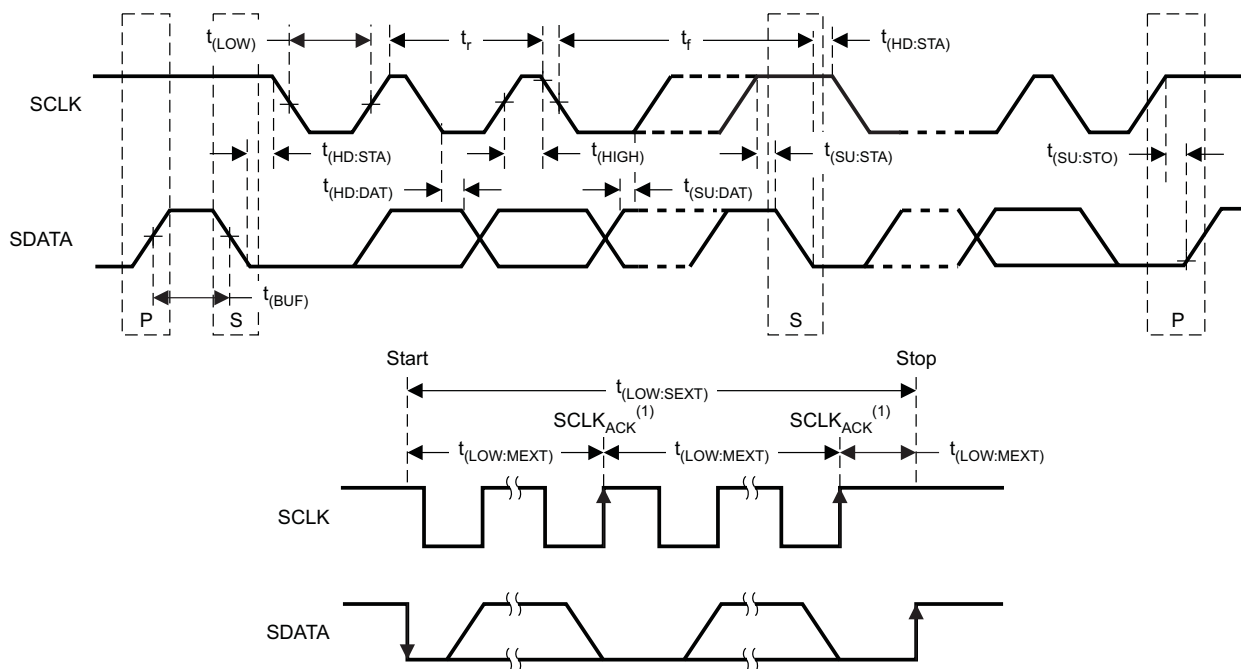 t(LOW) tr tf t(HD:STA)
SCLK
t(HD:STA) t(HIGH) t(SU:STA) t(SU:STO)
t(HD:DAT) t(SU:DAT)
SDATA
t(BUF)
P S S P
Start Stop
t(LOW:SEXT)
SCLKACK(1) SCLKACK(1)
t(LOW:MEXT) t(LOW:MEXT) t(LOW:MEXT)
SCLK
SDATA